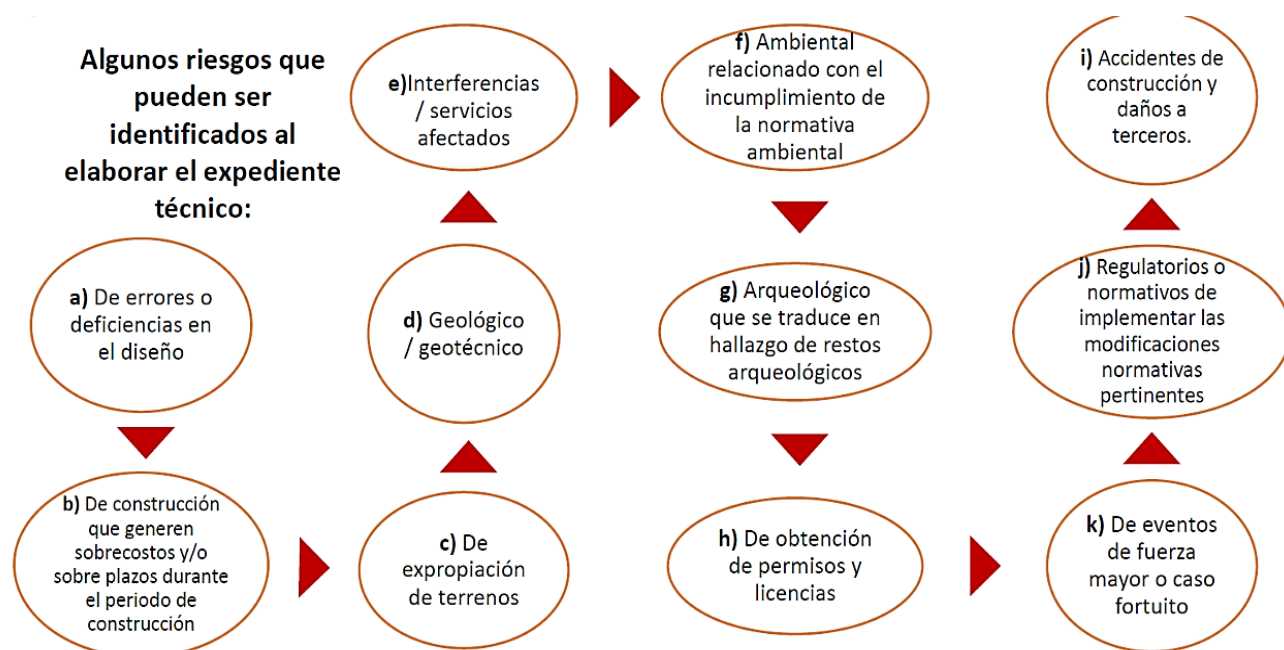 Algunos riesgos que
pueden ser
identificados al
elaborar el expediente
técnico:
a) De errores o
deficiencias en
el diseño
b) De construcción
que generen
sobrecostos y/o
sobre plazos durante
el periodo de
construcción
c) De
expropiación
de terrenos
d) Geológico
/ geotécnico
e)Interferencias
/ servicios
afectados
f) Ambiental
relacionado con el
incumplimiento de
la normativa
ambiental
g) Arqueológico
que se traduce en
hallazgo de restos
arqueológicos
h) De obtención
de permisos y
licencias
k) De eventos
de fuerza
mayor o caso
fortuito
j) Regulatorios o
normativos de
implementar las
modificaciones
normativas
pertinentes
i) Accidentes de
construcción y
daños a
terceros.